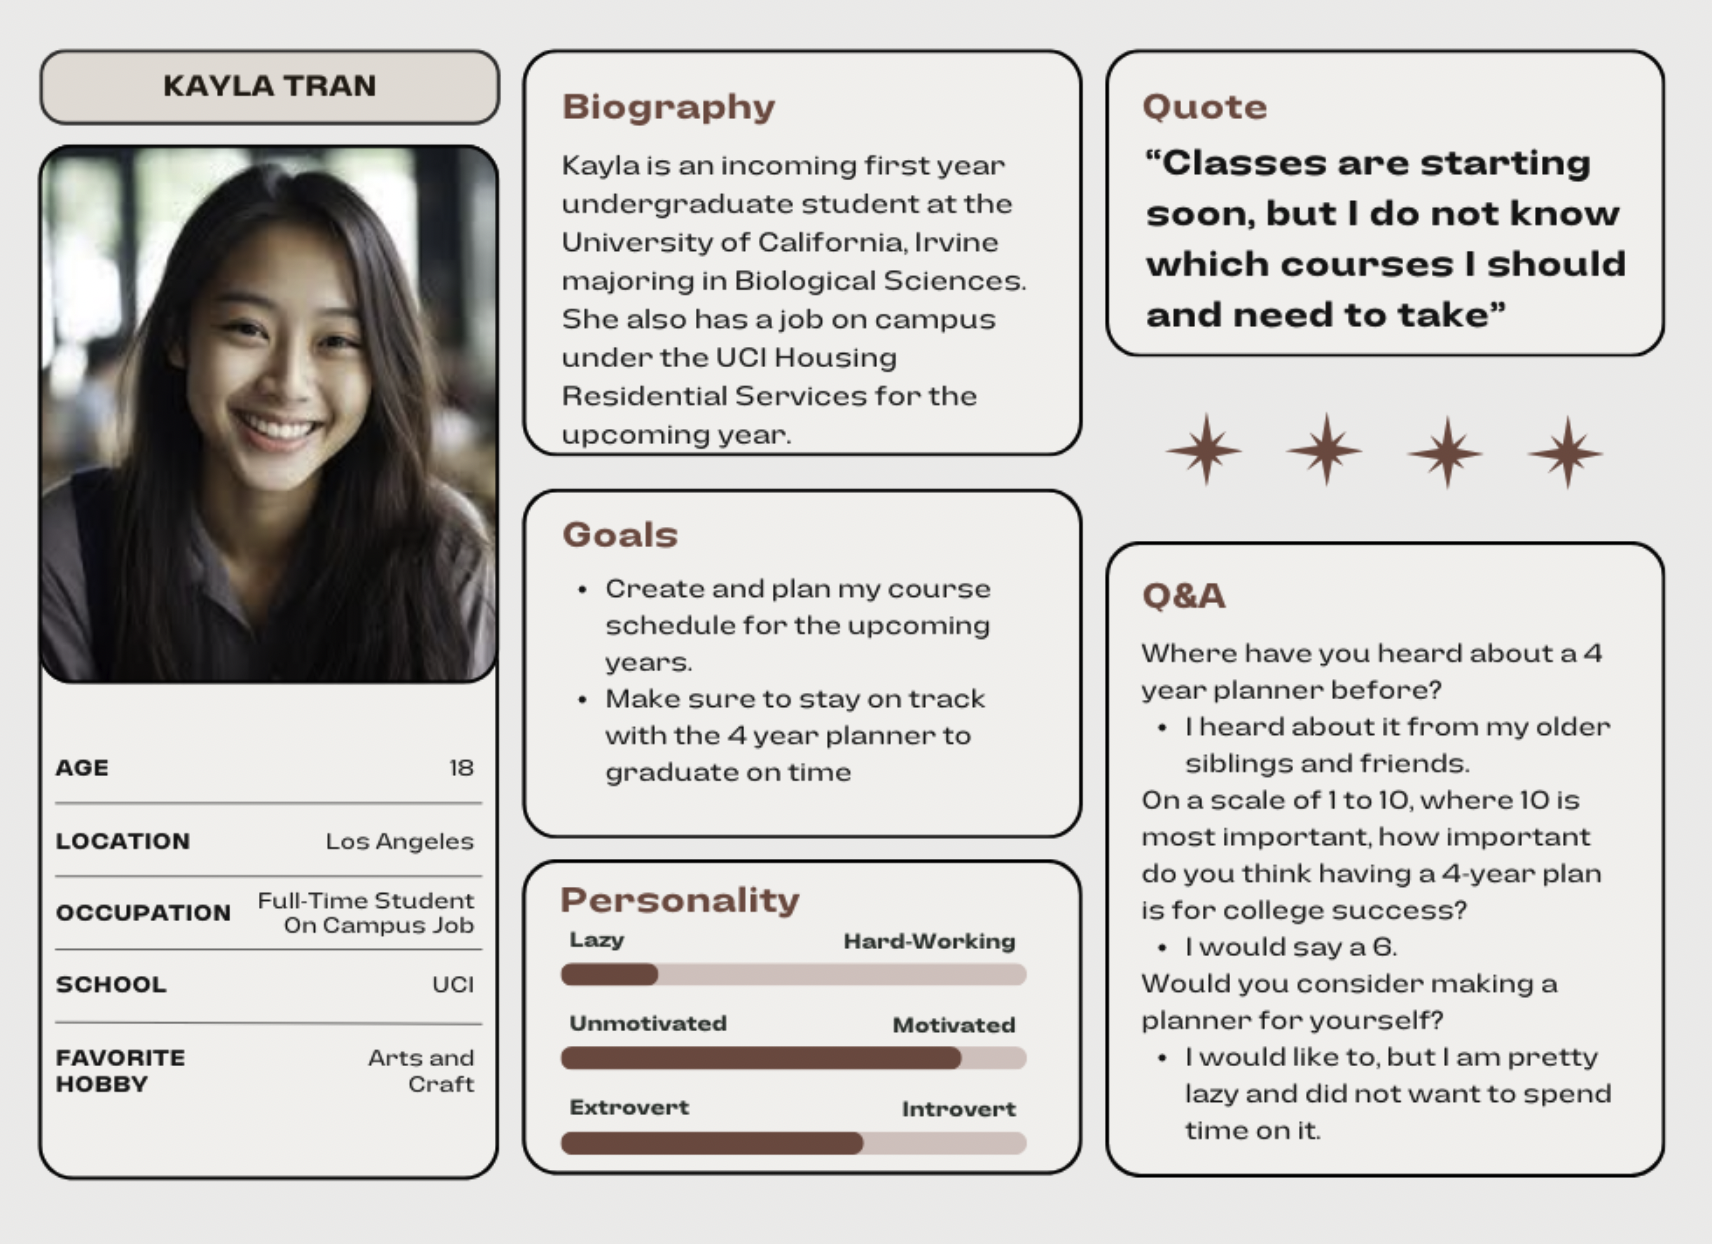 KAYLA TRAN
AGE 18
LOCATION Los Angeles
OCCUPATION Full-Time Student
On Campus Job
SCHOOL UCI
FAVORITE HOBBY Arts and
Craft
Biography
Kayla is an incoming first year
undergraduate student at the
University of California, Irvine
majoring in Biological Sciences.
She also has a job on campus
under the UCI Housing
Residential Services for the
upcoming year.
Goals
• Create and plan my course
schedule for the upcoming
years.
• Make sure to stay on track
with the 4 year planner to
graduate on time
Personality
Lazy Hard-Working
Unmotivated Motivated
Extrovert Introvert
Quote
“Classes are starting
soon, but I do not know
which courses I should
and need to take”
Q&A
Where have you heard about a 4
year planner before?
• I heard about it from my older
siblings and friends.
On a scale of 1 to 10, where 10 is
most important, how important
do you think having a 4-year plan
is for college success?
• I would say a 6.
Would you consider making a
planner for yourself?
• I would like to, but I am pretty
lazy and did not want to spend
time on it.